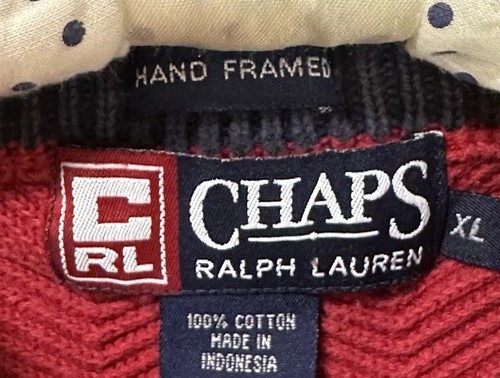 HAND FRAMED
C
RL
CHAPS
RALPH LAUREN
XL
100% COTTON
MADE IN
INDONESIA